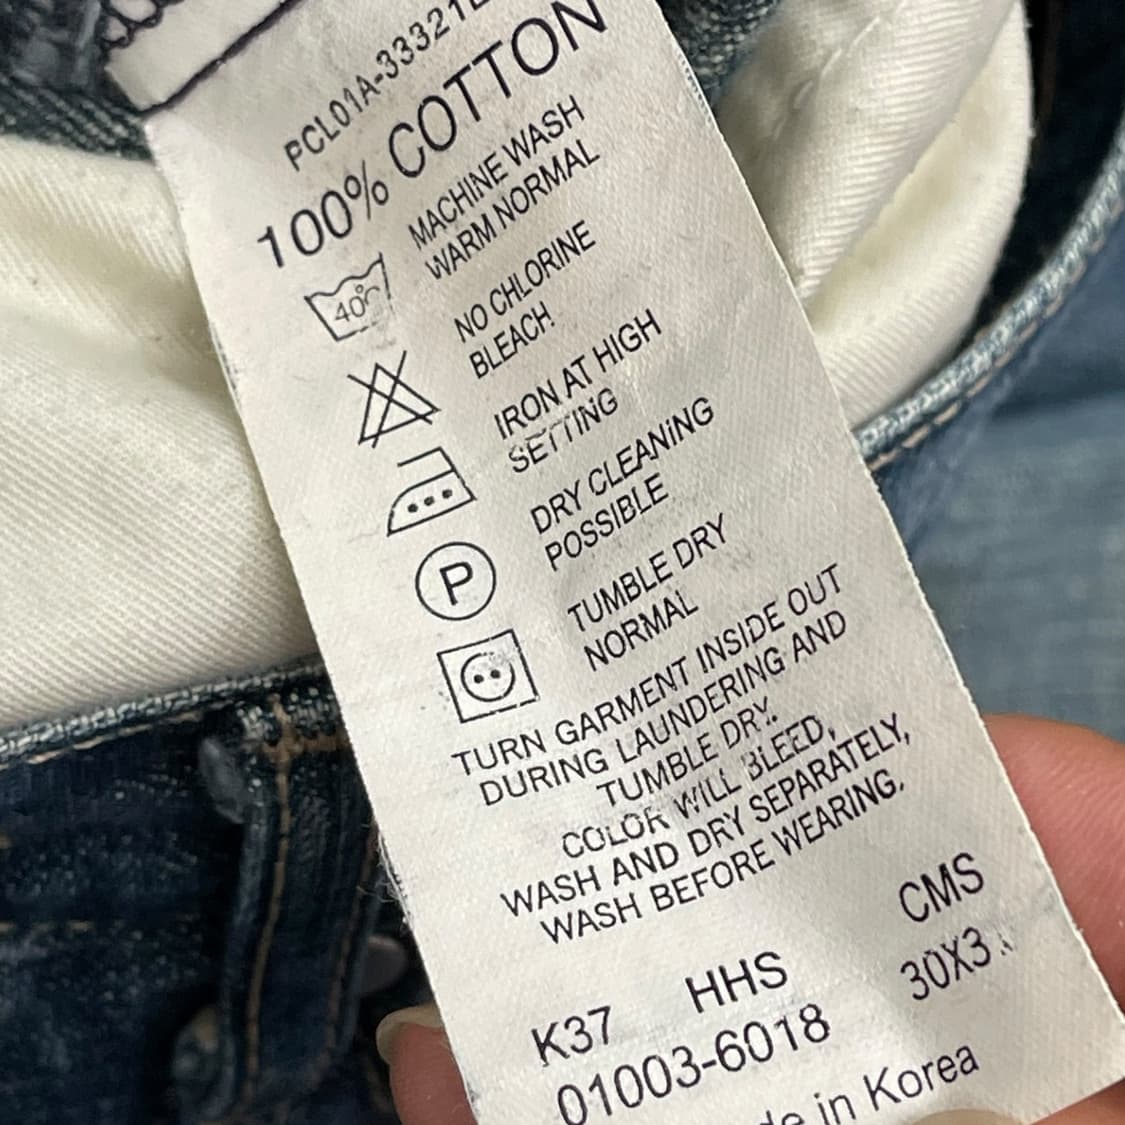 PCL01A-33321
100% COTTON
40°C
MACHINE WASH
WARM NORMAL
NO CHLORINE
BLEACH
IRON AT HIGH
SETTING
P
DRY CLEANING
POSSIBLE
TUMBLE DRY
NORMAL
TURN GARMENT INSIDE OUT
DURING LAUNDERING AND
TUMBLE DRY.
COLOR WILL BLEED,
WASH AND DRY SEPARATELY,
WASH BEFORE WEARING.
CMS
K37 HHS 30X3
01003-6018
in Korea